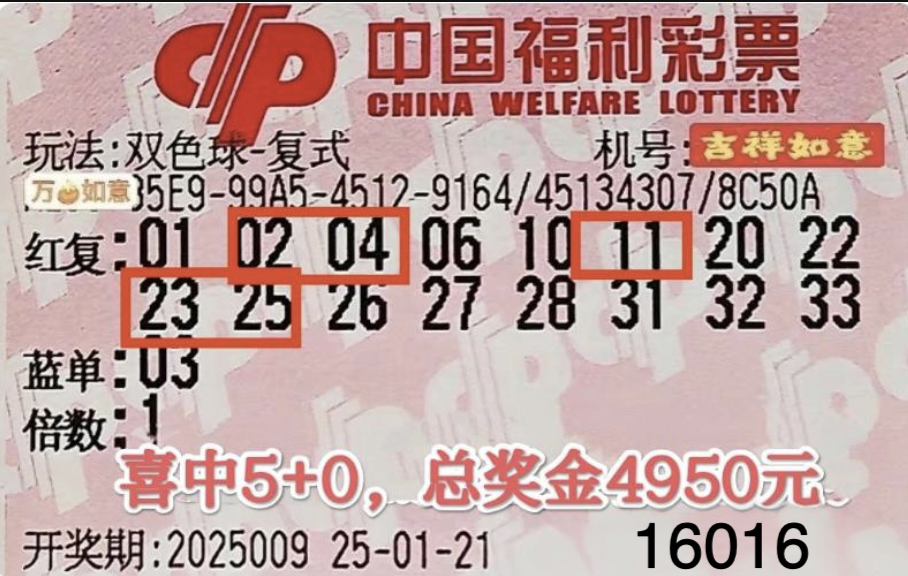 中国福利彩票
CHINA WELFARE LOTTERY
玩法:双色球-复式 机号:吉祥如意
万 如意 35E9-99A5-4512-9164/45134307/8C50A
红复:01 02 04 06 10 11 20 22
23 25 26 27 28 31 32 33
蓝单:03
倍数:1
喜中5+0，总奖金4950元
开奖期:2025009 25-01-21 16016